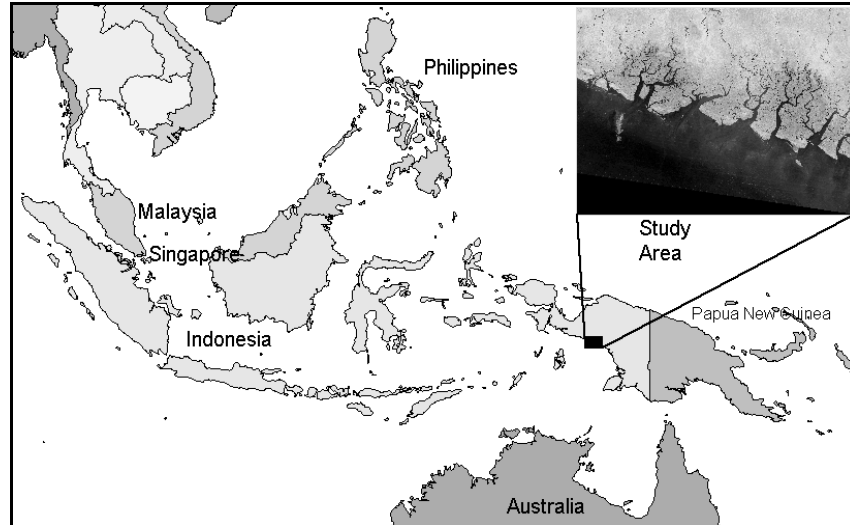 Philippines
Malaysia
Singapore
Study
Area
Papua New Guinea
Indonesia
Australia